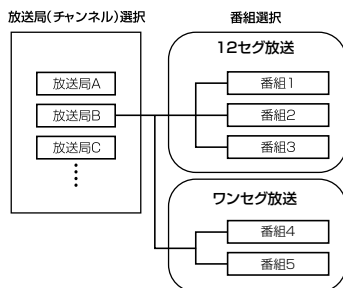 放送局(チャンネル)選択
放送局A
放送局B
放送局C
番組選択
12セグ放送
番組1
番組2
番組3
ワンセグ放送
番組4
番組5